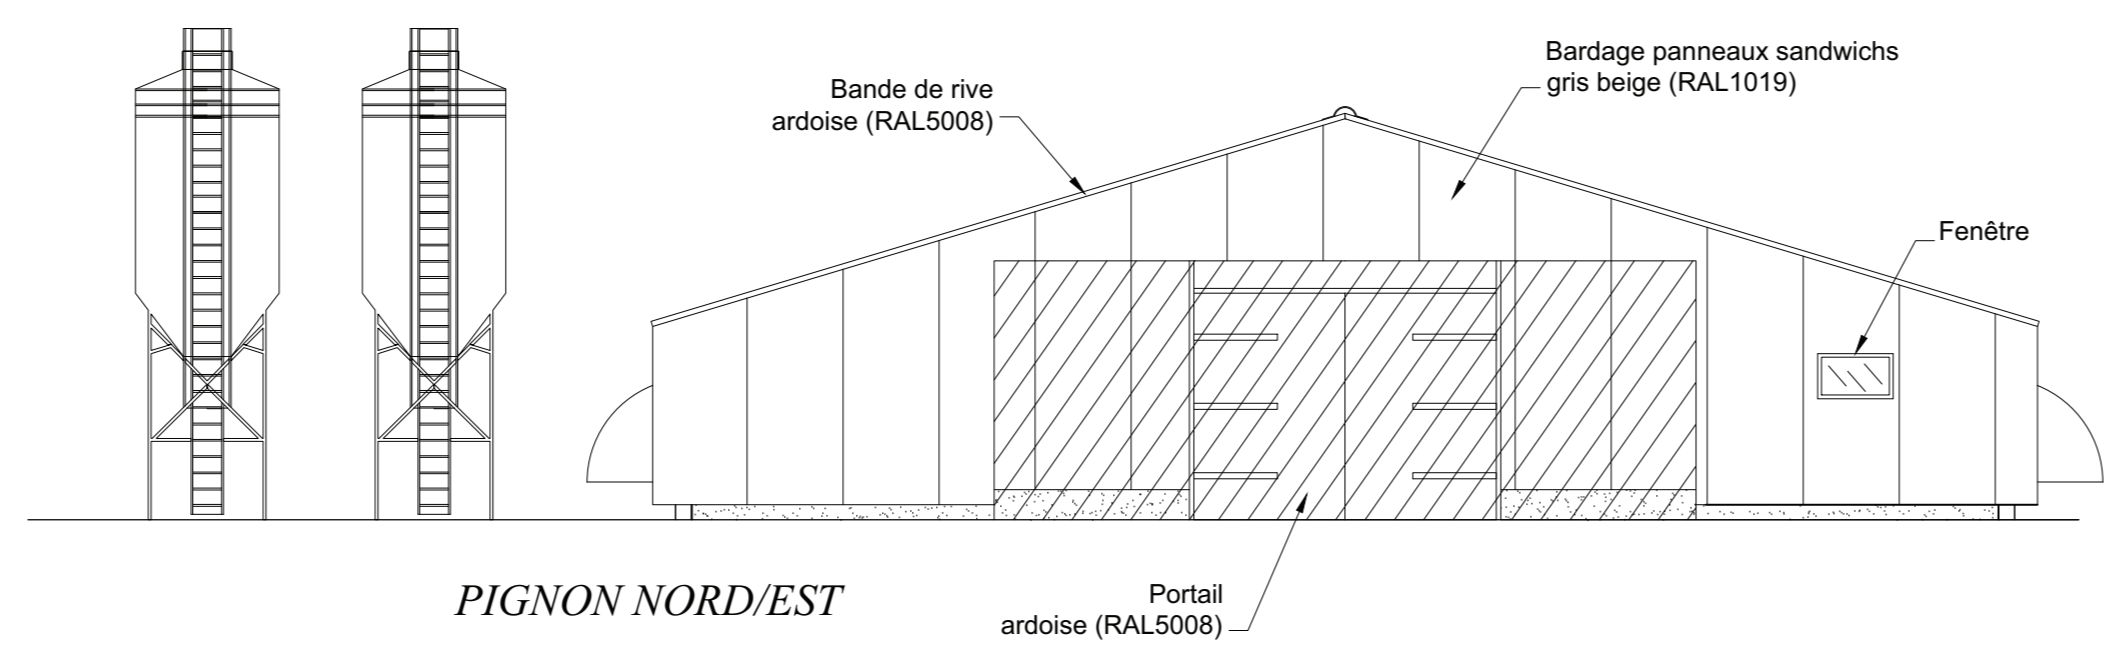 Bardage panneaux sandwichs
gris beige (RAL1019)
Bande de rive
ardoise (RAL5008)
Fenêtre
PIGNON NORD/EST
Portail
ardoise (RAL5008)